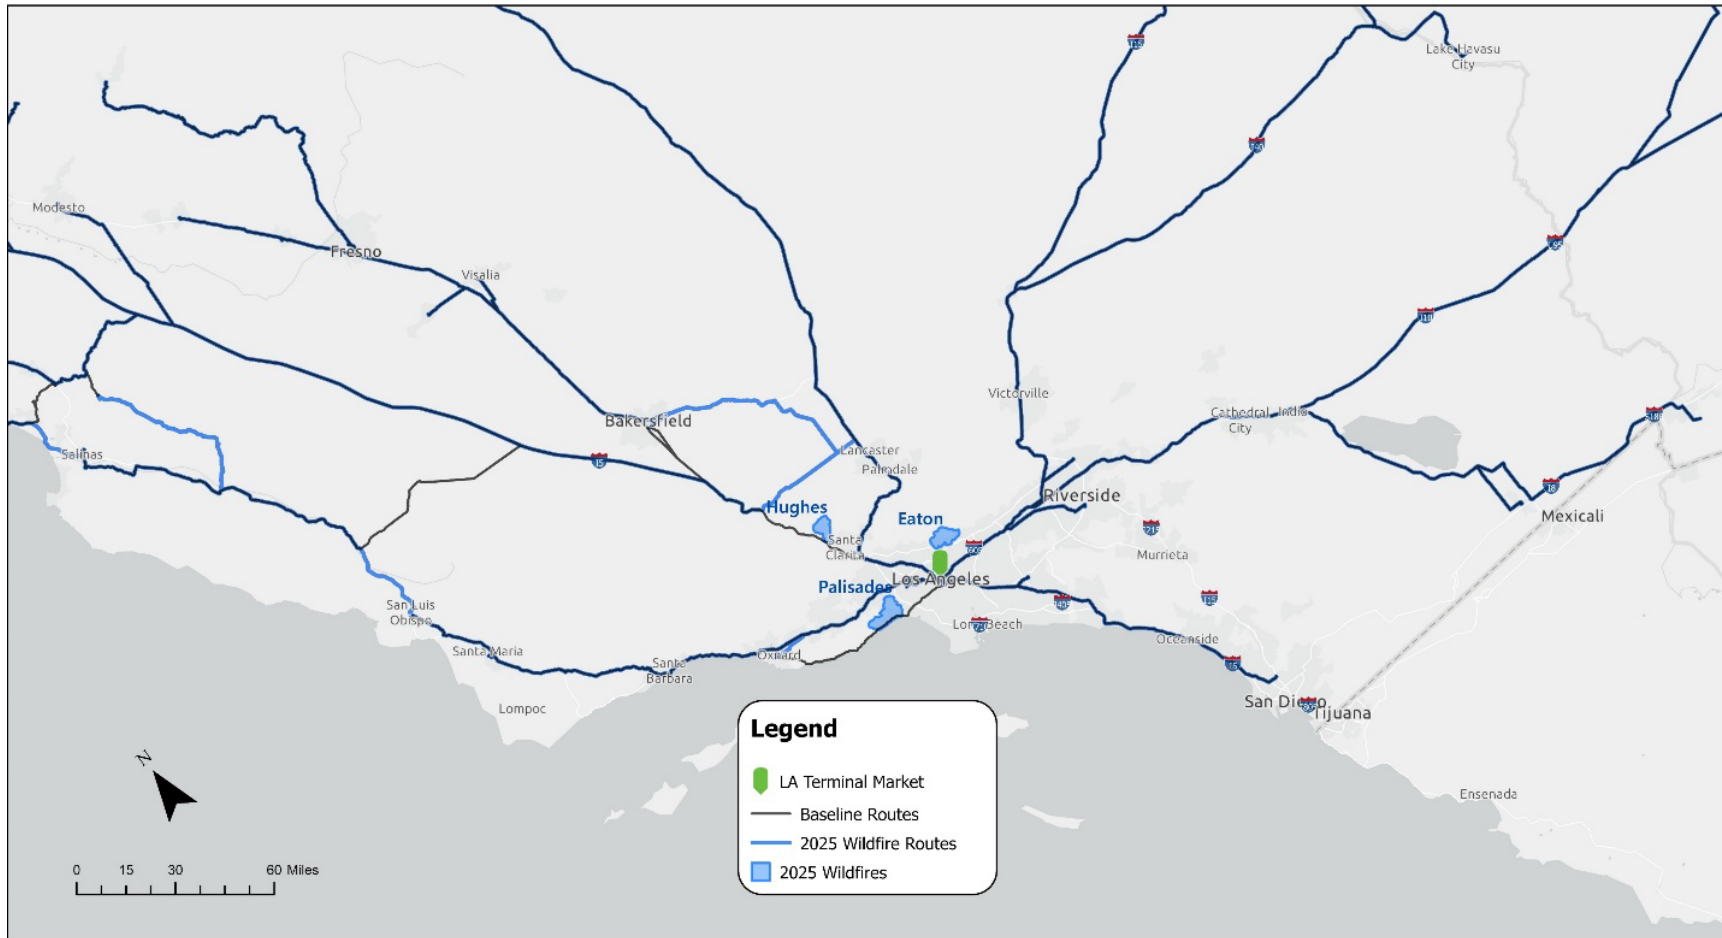 Lake Havasu
City
Modesto
Fresno
Visalia
Victorville
Cathedral
City
Indio
Bakersfield
Lancaster
Palmdale
Salinas
Riverside
Hughes
Eaton
Mexicali
Santa
Clarita
Murrieta
Los Angeles
Palisades
San Luis
Obispo
Long Beach
Oceanside
Santa Maria
Oxnard
Santa
Barbara
Lompoc
San Diego
Tijuana
Ensenada
N
0 15 30 60 Miles
Legend
LA Terminal Market
Baseline Routes
2025 Wildfire Routes
2025 Wildfires